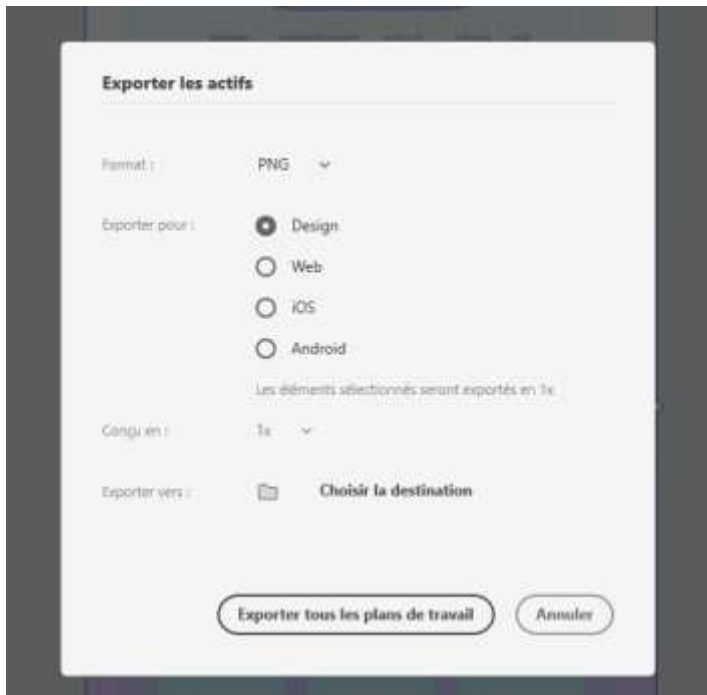 Exporter les actifs
Format :
PNG
Exporter pour :
Design
Web
iOS
Android
Les éléments sélectionnés seront exportés en 1x
Conçu en :
1x
Exporter vers :
Choisir la destination
Exporter tous les plans de travail
Annuler